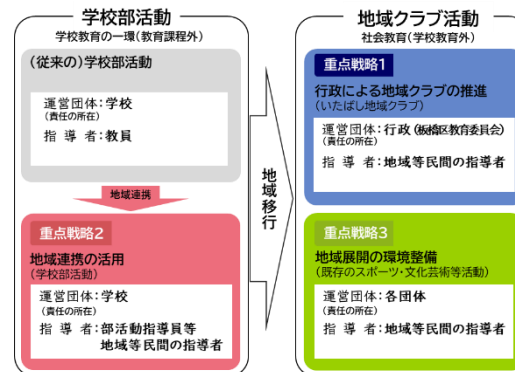 学校部活動
学校教育の一環(教育課程外)
(従来の)学校部活動
運営団体:学校
(責任の所在)
指導者:教員
地域連携
重点戦略2
地域連携の活用
(学校部活動)
運営団体:学校
(責任の所在)
指導者:部活動指導員等
地域等民間の指導者
地域移行
地域クラブ活動
社会教育(学校教育外)
重点戦略1
行政による地域クラブの推進
(いたばし地域クラブ)
運営団体:行政(板橋区教育委員会)
(責任の所在)
指導者:地域等民間の指導者
重点戦略3
地域展開の環境整備
(既存のスポーツ・文化芸術等活動)
運営団体:各団体
(責任の所在)
指導者:地域等民間の指導者